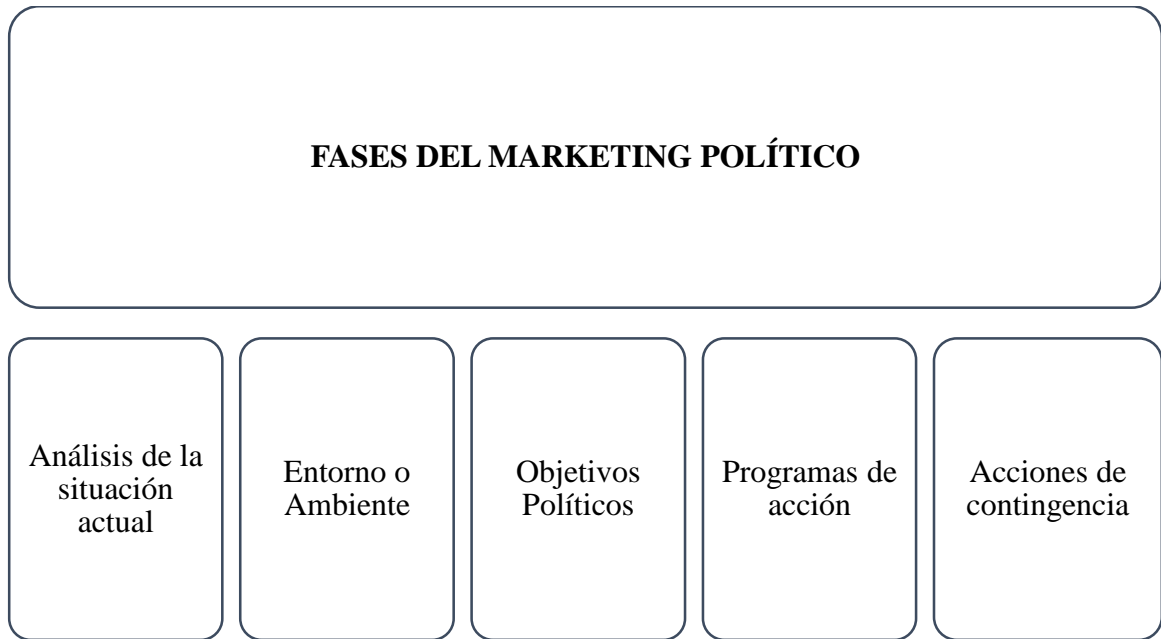 FASES DEL MARKETING POLÍTICO
Análisis de la
situación
actual
Entorno o
Ambiente
Objetivos
Políticos
Programas de
acción
Acciones de
contingencia